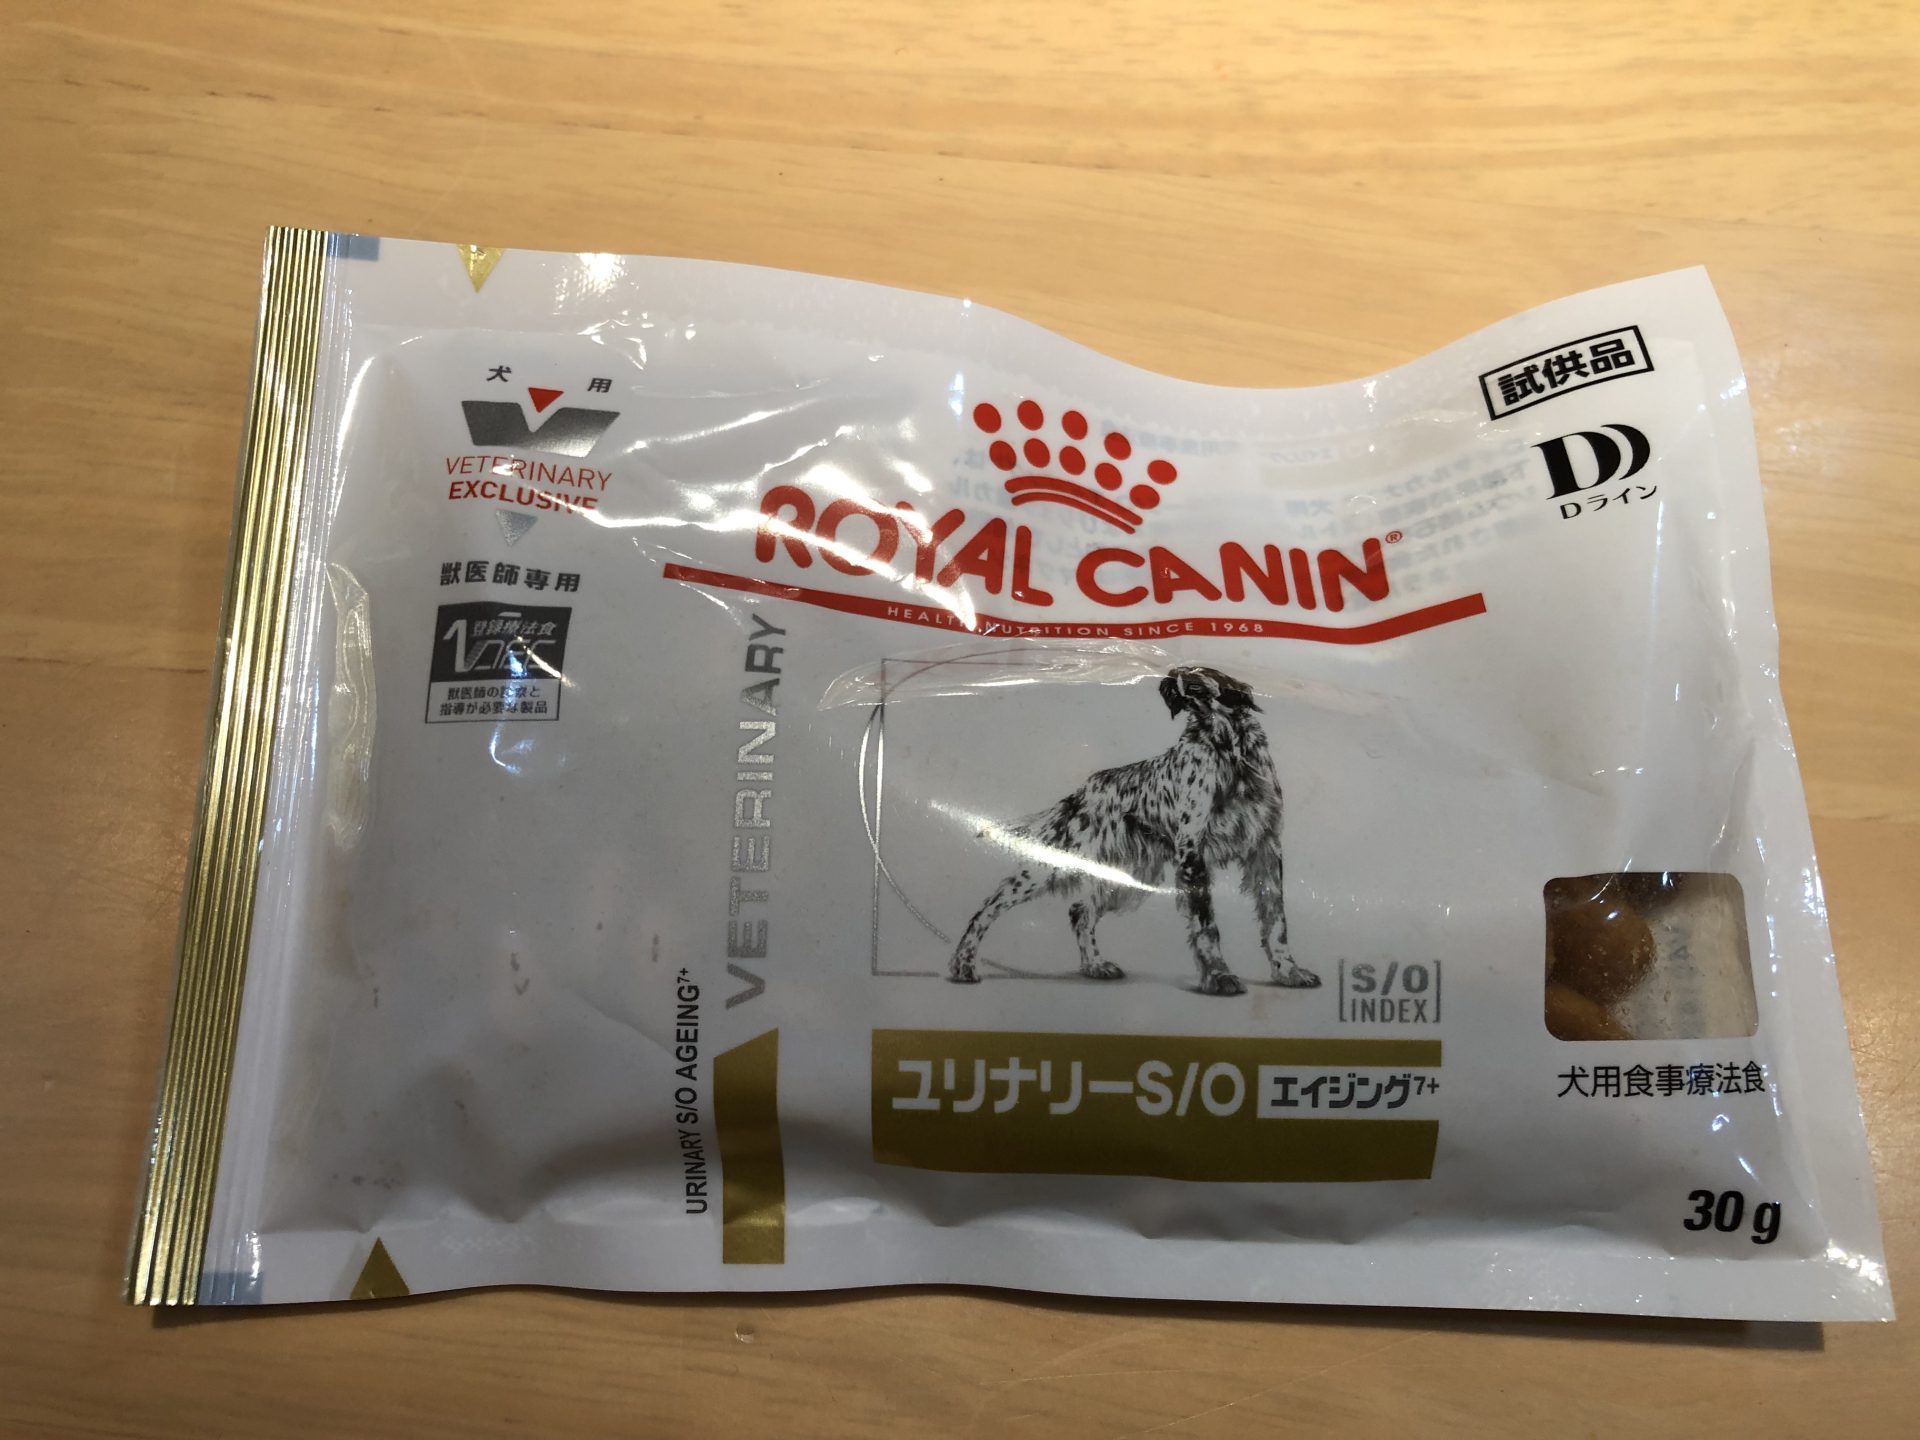 犬 用
VETERINARY
EXCLUSIVE
獣医師専用
登録療法食
獣医師の診察と
指導が必要な製品
ROYAL CANIN®
HEALTH NUTRITION SINCE 1968
試供品
D
Dライン
VETERINARY
URINARY S/O AGEING7+
S/O
INDEX
ユリナリーS/O エイジング7+
犬用食事療法食
30 g